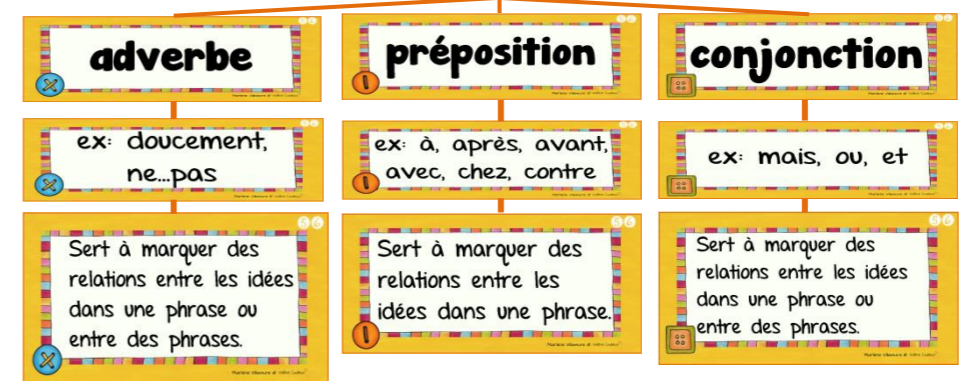 adverbe
ex: doucement,
ne...pas
Sert à marquer des
relations entre les idées
dans une phrase ou
entre des phrases.
préposition
ex: à, après, avant,
avec, chez, contre
Sert à marquer des
relations entre les
idées dans une phrase.
conjonction
ex: mais, ou, et
Sert à marquer des
relations entre les idées
dans une phrase ou
entre des phrases.